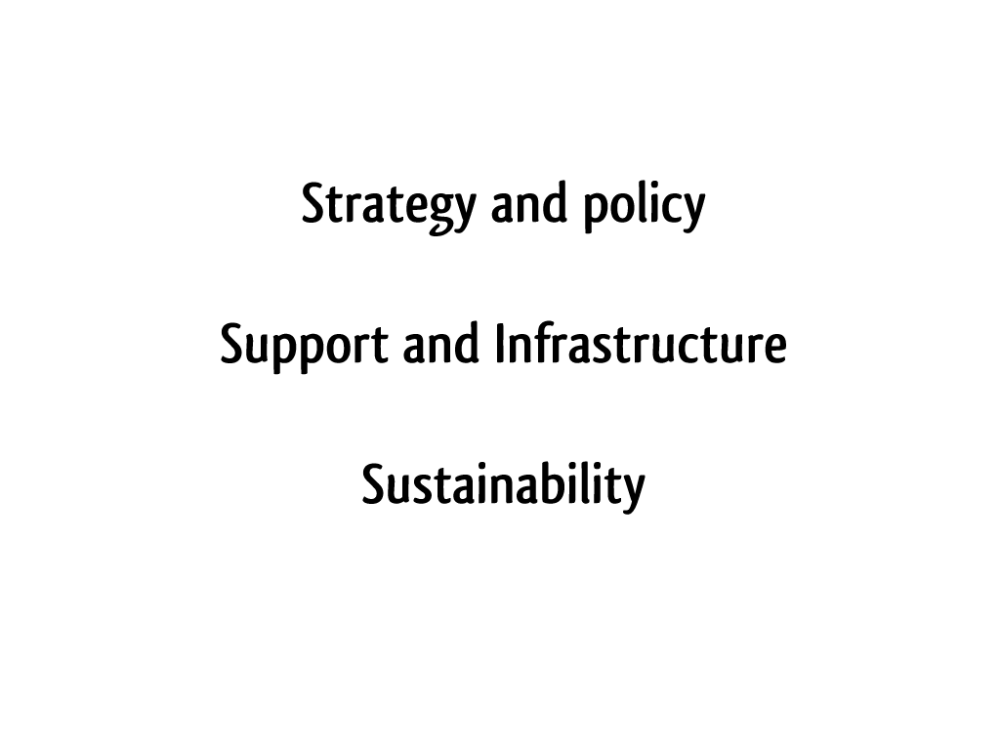 Strategy and policy
Support and Infrastructure
Sustainability